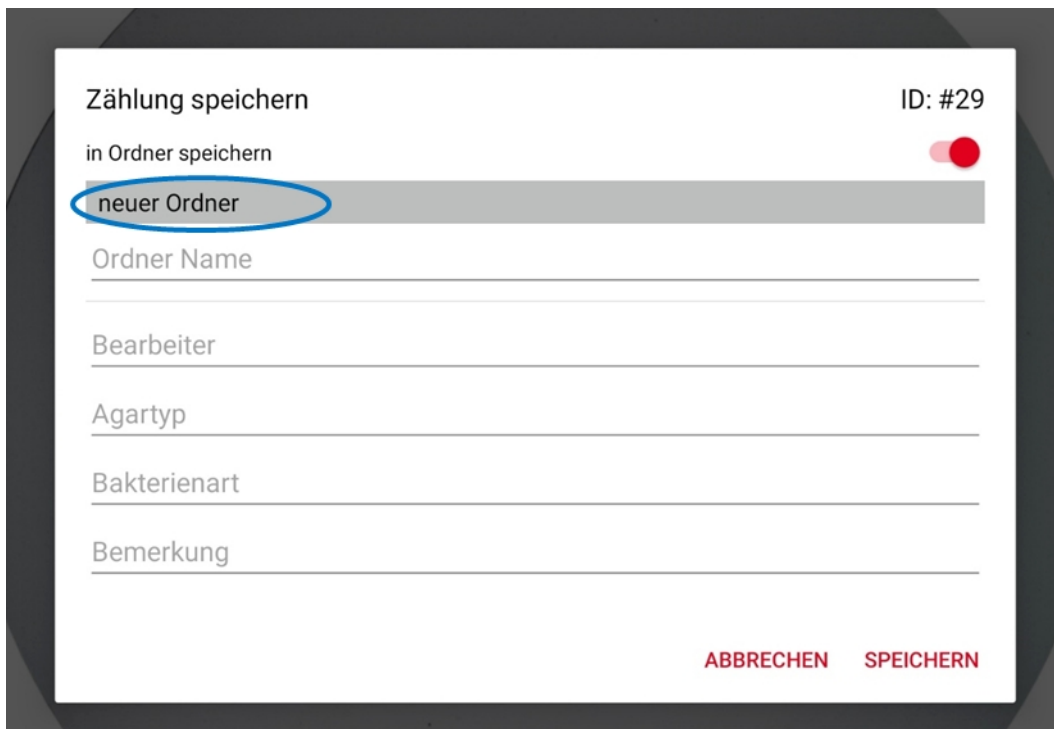 Zählung speichern ID: #29
in Ordner speichern
neuer Ordner
Ordner Name
Bearbeiter
Agartyp
Bakterienart
Bemerkung
ABBRECHEN SPEICHERN